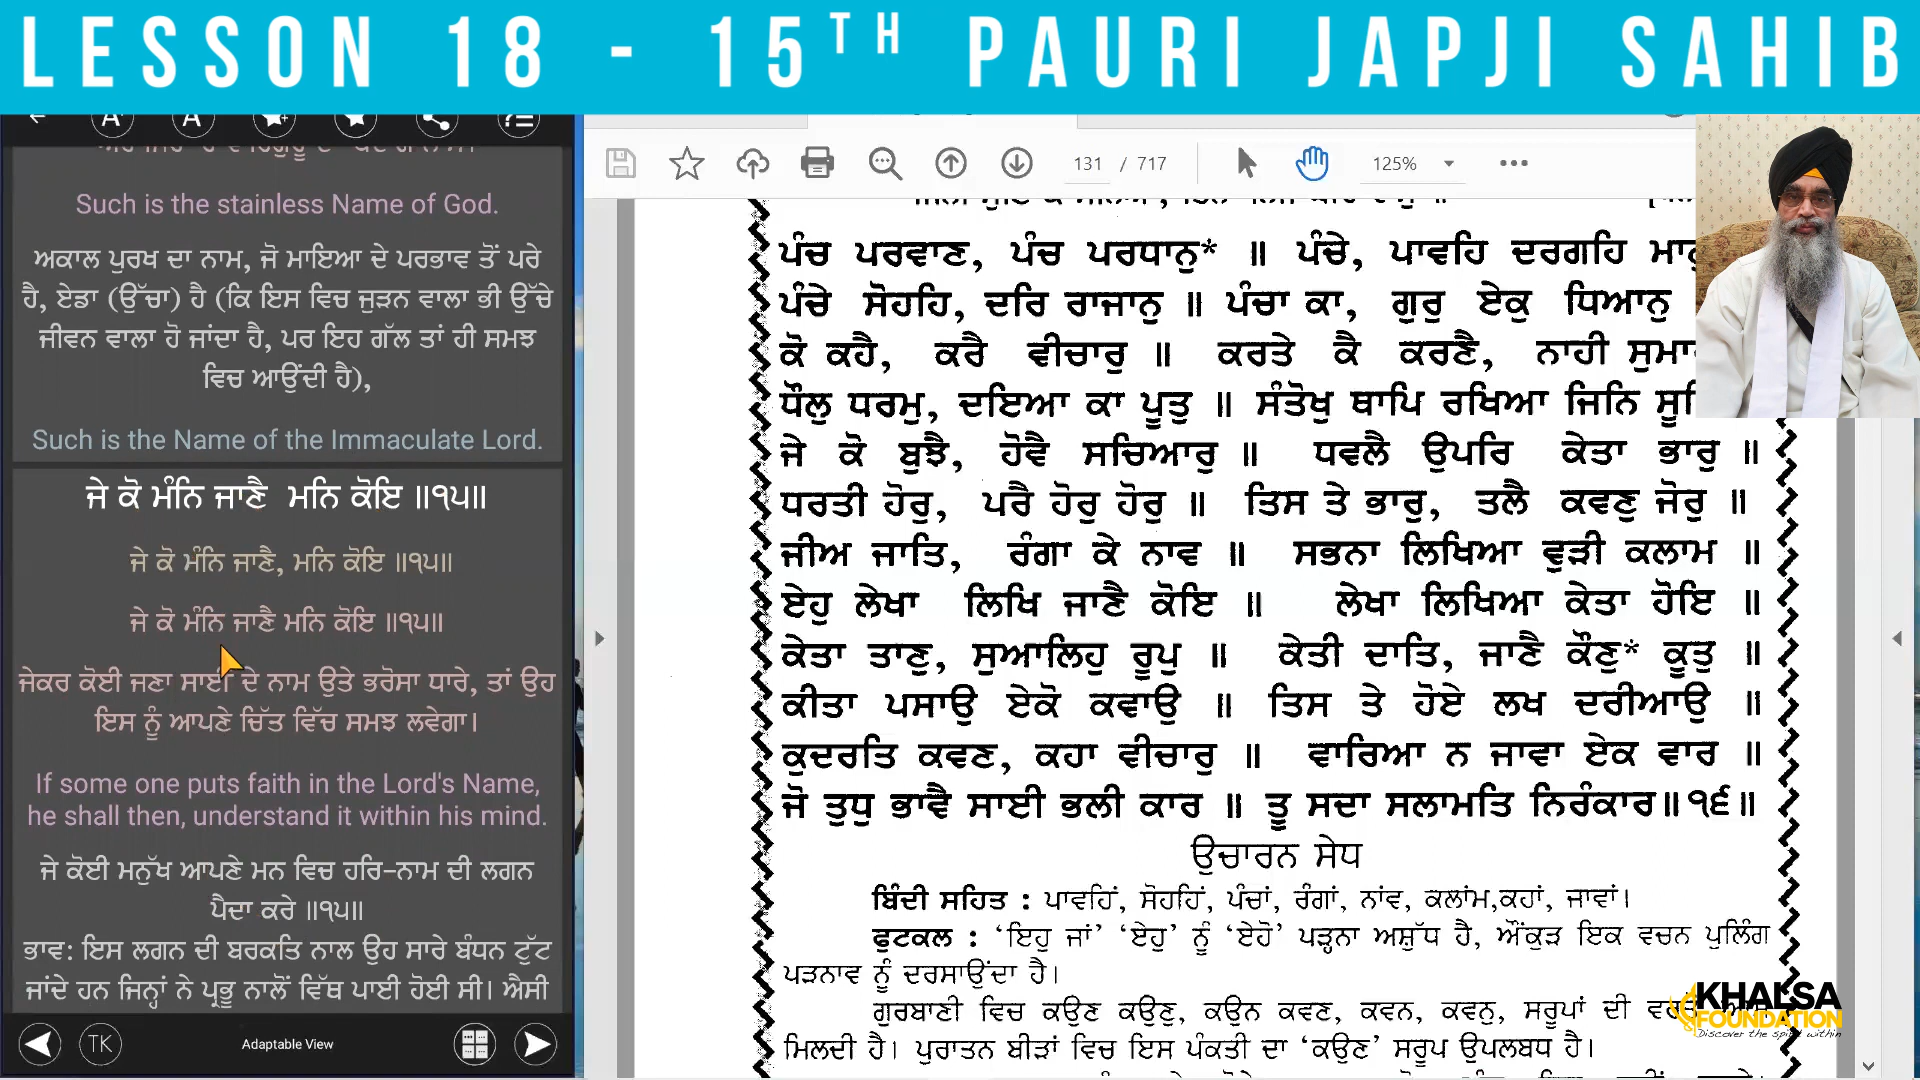 LESSON 18 - 15TH PAURI JAPJI SAHIB
Such is the stainless Name of God.
ਅਕਾਲ ਪੁਰਖ ਦਾ ਨਾਮ, ਜੋ ਮਾਇਆ ਦੇ ਪਰਭਾਵ ਤੋਂ ਪਰੇ
ਹੈ, ਏਡਾ (ਉੱਚਾ) ਹੈ (ਕਿ ਇਸ ਵਿਚ ਜੁੜਨ ਵਾਲਾ ਭੀ ਉੱਚੇ
ਜੀਵਨ ਵਾਲਾ ਹੋ ਜਾਂਦਾ ਹੈ, ਪਰ ਇਹ ਗੱਲ ਤਾਂ ਹੀ ਸਮਝ
ਵਿਚ ਆਉਂਦੀ ਹੈ),
Such is the Name of the Immaculate Lord.
ਜੇ ਕੋ ਮੰਨਿ ਜਾਣੈ ਮਨਿ ਕੋਇ ॥੧੫॥
ਜੇ ਕੋ ਮੰਨਿ ਜਾਣੈ, ਮਨਿ ਕੋਇ ॥੧੫॥
ਜੇ ਕੋ ਮੰਨਿ ਜਾਣੈ ਮਨਿ ਕੋਇ ॥੧੫॥
ਜੇਕਰ ਕੋਈ ਜਣਾ ਸਾਈਂ ਦੇ ਨਾਮ ਉਤੇ ਭਰੋਸਾ ਧਾਰੇ, ਤਾਂ ਉਹ
ਇਸ ਨੂੰ ਆਪਣੇ ਚਿੱਤ ਵਿੱਚ ਸਮਝ ਲਵੇਗਾ।
If some one puts faith in the Lord's Name,
he shall then, understand it within his mind.
ਜੇ ਕੋਈ ਮਨੁੱਖ ਆਪਣੇ ਮਨ ਵਿਚ ਹਰਿ-ਨਾਮ ਦੀ ਲਗਨ
ਪੈਦਾ ਕਰੇ ॥੧੫॥
ਭਾਵ: ਇਸ ਲਗਨ ਦੀ ਬਰਕਤਿ ਨਾਲ ਉਹ ਸਾਰੇ ਬੰਧਨ ਟੁੱਟ
ਜਾਂਦੇ ਹਨ ਜਿਨ੍ਹਾਂ ਨੇ ਪ੍ਰਭੂ ਨਾਲੋਂ ਵਿੱਥ ਪਾਈ ਹੋਈ ਸੀ। ਐਸੀ
TK
Adaptable View
131 / 717
125%
ਪੰਚ ਪਰਵਾਣ, ਪੰਚ ਪਰਧਾਨੁ* ॥ ਪੰਚੇ, ਪਾਵਹਿ ਦਰਗਹਿ
ਪੰਚੇ ਸੋਹਹਿ, ਦਰਿ ਰਾਜਾਨੁ ॥ ਪੰਚਾ ਕਾ, ਗੁਰੁ ਏਕੁ ਧਿਆਨੁ
ਕੋ ਕਹੈ, ਕਰੈ ਵੀਚਾਰੁ ॥ ਕਰਤੇ ਕੈ ਕਰਣੈ, ਨਾਹੀ
ਧੌਲੁ ਧਰਮੁ, ਦਇਆ ਕਾ ਪੂਤੁ ॥ ਸੰਤੋਖੁ ਥਾਪਿ ਰਖਿਆ ਜਿਨਿ
ਜੇ ਕੋ ਬੁਝੈ, ਹੋਵੈ ਸਚਿਆਰੁ ॥ ਧਵਲੈ ਉਪਰਿ ਕੇਤਾ ਭਾਰੁ ॥
ਧਰਤੀ ਹੋਰੁ, ਪਰੈ ਹੋਰੁ ਹੋਰੁ ॥ ਤਿਸ ਤੇ ਭਾਰੁ, ਤਲੈ ਕਵਣੁ ਜੋਰੁ ॥
ਜੀਅ ਜਾਤਿ, ਰੰਗਾ ਕੇ ਨਾਵ ॥ ਸਭਨਾ ਲਿਖਿਆ ਵੁੜੀ ਕਲਾਮ ॥
ਏਹੁ ਲੇਖਾ ਲਿਖਿ ਜਾਣੈ ਕੋਇ ॥ ਲੇਖਾ ਲਿਖਿਆ ਕੇਤਾ ਹੋਇ ॥
ਕੇਤਾ ਤਾਣੁ, ਸੁਆਲਿਹੁ ਰੂਪੁ ॥ ਕੇਤੀ ਦਾਤਿ, ਜਾਣੈ ਕੌਣੁ* ਕੂਤੁ ॥
ਕੀਤਾ ਪਸਾਉ ਏਕੋ ਕਵਾਉ ॥ ਤਿਸ ਤੇ ਹੋਏ ਲਖ ਦਰੀਆਉ ॥
ਕੁਦਰਤਿ ਕਵਣ, ਕਹਾ ਵੀਚਾਰੁ ॥ ਵਾਰਿਆ ਨ ਜਾਵਾ ਏਕ ਵਾਰ ॥
ਜੋ ਤੁਧੁ ਭਾਵੈ ਸਾਈ ਭਲੀ ਕਾਰ ॥ ਤੂ ਸਦਾ ਸਲਾਮਤਿ ਨਿਰੰਕਾਰ॥੧੬॥
ਉਚਾਰਨ ਸੇਧ
ਬਿੰਦੀ ਸਹਿਤ : ਪਾਵਹਿਂ, ਸੋਹਹਿਂ, ਪੰਚਾਂ, ਰੰਗਾਂ, ਨਾਂਵ, ਕਲਾਂਮ,ਕਹਾਂ, ਜਾਵਾਂ।
ਫੁਟਕਲ : ‘ਇਹੁ ਜਾਂ’ ‘ਏਹੁ’ ਨੂੰ ‘ਏਹੋ’ ਪੜ੍ਹਨਾ ਅਸ਼ੁੱਧ ਹੈ, ਔਂਕੁੜ ਇਕ ਵਚਨ ਪੁਲਿੰਗ
ਪੜਨਾਵ ਨੂੰ ਦਰਸਾਉਂਦਾ ਹੈ।
ਗੁਰਬਾਣੀ ਵਿਚ ਕਉਣ ਕਉਣੁ, ਕਉਨ ਕਵਣ, ਕਵਨ, ਕਵਨੁ, ਸਰੂਪਾਂ ਦੀ
ਮਿਲਦੀ ਹੈ। ਪੁਰਾਤਨ ਬੀੜਾਂ ਵਿਚ ਇਸ ਪੰਕਤੀ ਦਾ ‘ਕਉਣ’ ਸਰੂਪ ਉਪਲਬਧ ਹੈ।
KHALSA
FOUNDATION
Discover the spirit within